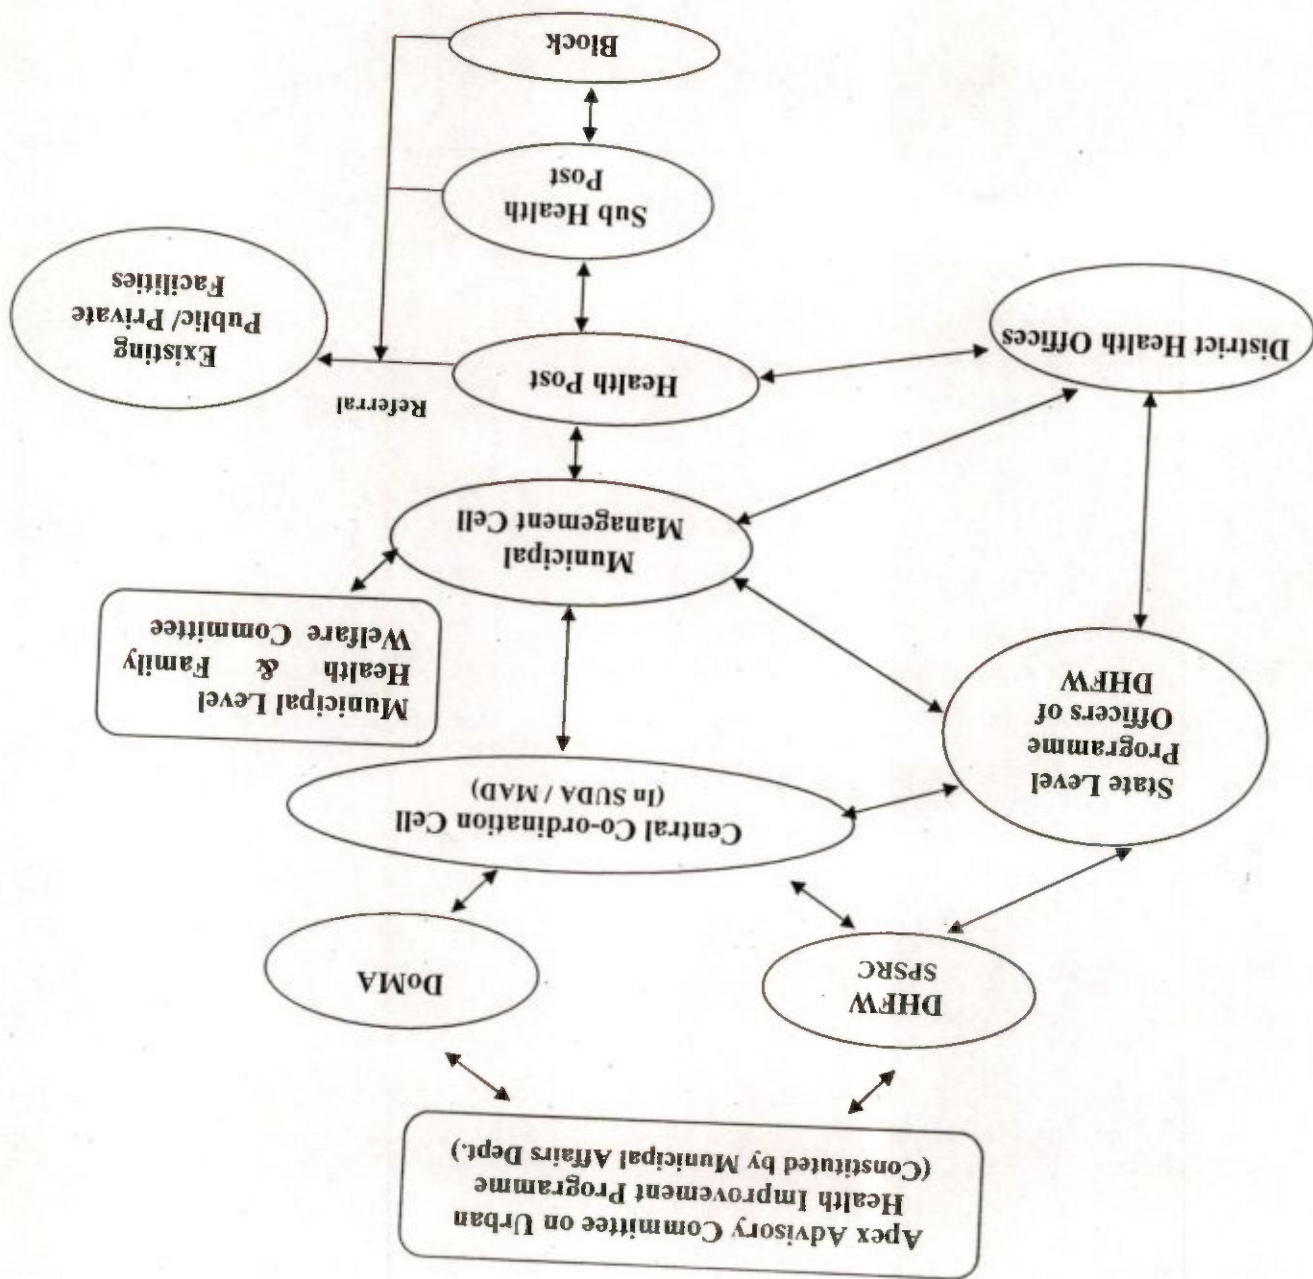 Apex Advisory Committee on Urban
Health Improvement Programme
(Constituted by Municipal Affairs Dept.)
DHFW
SPSRC
DoMA
Central Co-ordination Cell
(In SUDA / MAD)
State Level
Programme
Officers of
DHFW
Municipal Level
Health & Family
Welfare Committee
Municipal
Management Cell
District Health Offices
Health Post
Referral
Existing
Public/ Private
Facilities
Sub Health
Post
Block